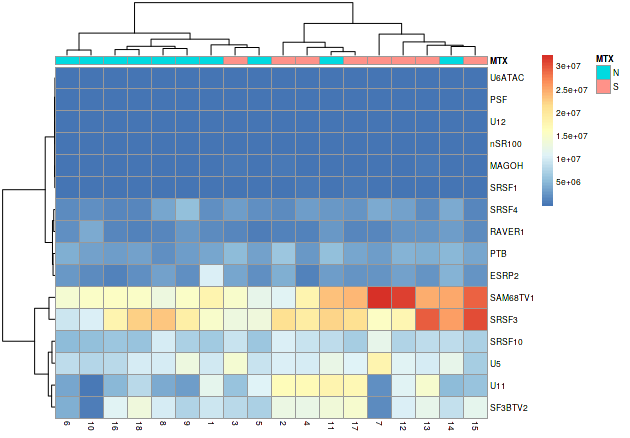 MTX
U6ATAC
PSF
U12
nSR100
MAGOH
SRSF1
SRSF4
RAVER1
PTB
ESRP2
SAM68TV1
SRSF3
SRSF10
U5
U11
SF3BTV2
6 10 16 18 8 9 1 3 5 2 4 11 17 7 12 13 14 15
3e+07
2.5e+07
2e+07
1.5e+07
1e+07
5e+06
MTX
N
S